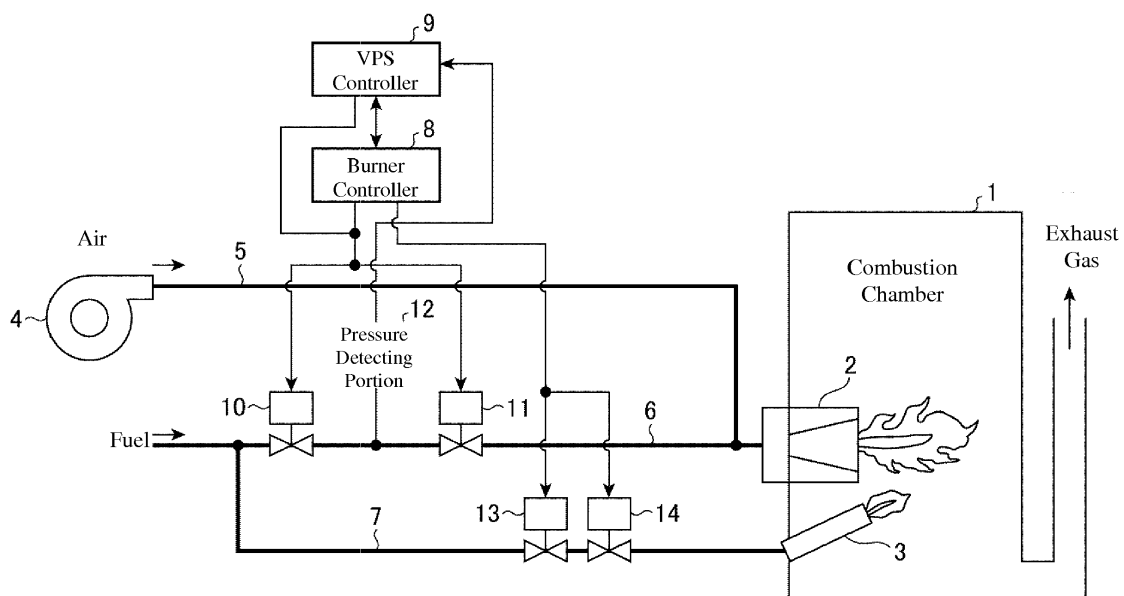 9
VPS
Controller
8
Burner
Controller
1
Air
5
Exhaust
Gas
Combustion
Chamber
4
12
Pressure
Detecting
Portion
2
10
11
6
Fuel
13
14
7
3